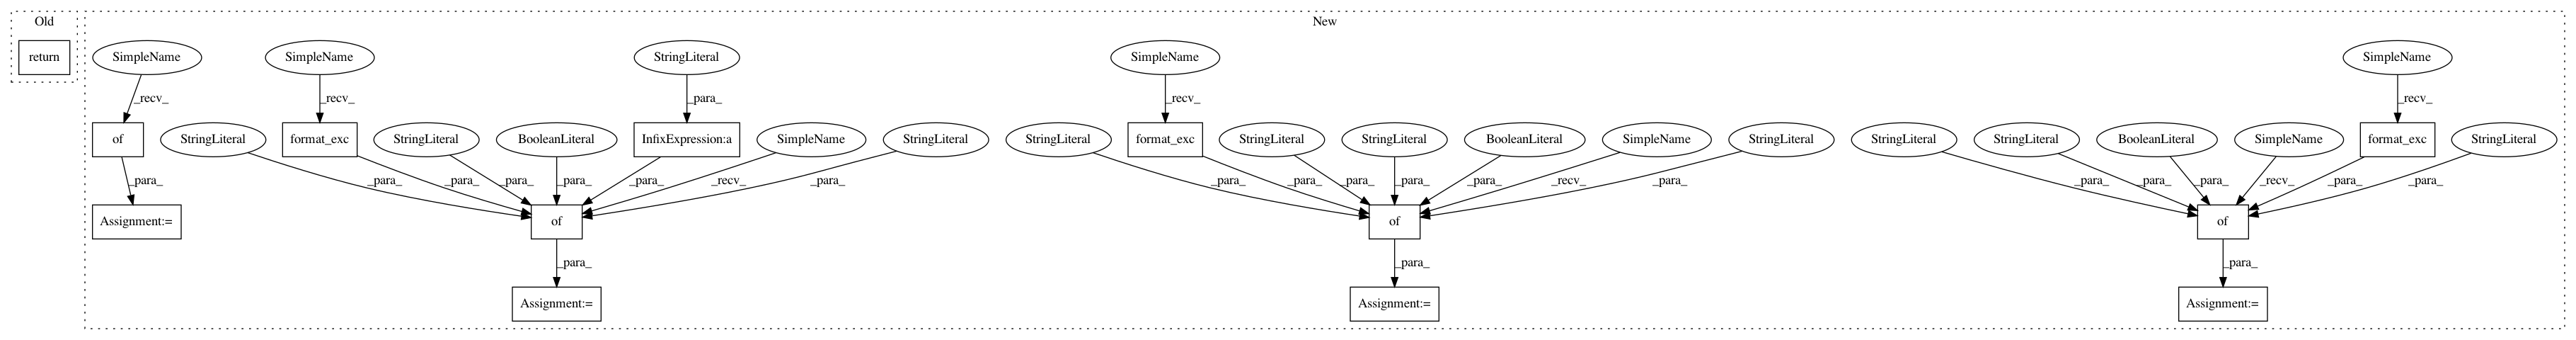 Old
New
return
SimpleName
SimpleName
StringLiteral
SimpleName
SimpleName
_recv_
_recv_
_para_
_recv_
_recv_
of
StringLiteral
format_exc
StringLiteral
BooleanLiteral
InfixExpression:a
SimpleName
StringLiteral
StringLiteral
format_exc
StringLiteral
StringLiteral
BooleanLiteral
SimpleName
StringLiteral
StringLiteral
StringLiteral
BooleanLiteral
SimpleName
format_exc
StringLiteral
_para_
_para_
_para_
_para_
_para_
_para_
_recv_
_para_
_para_
_para_
_para_
_para_
_para_
_recv_
_para_
_para_
_para_
_para_
_recv_
_para_
_para_
Assignment:=
of
of
of
_para_
_para_
_para_
Assignment:=
Assignment:=
Assignment:=